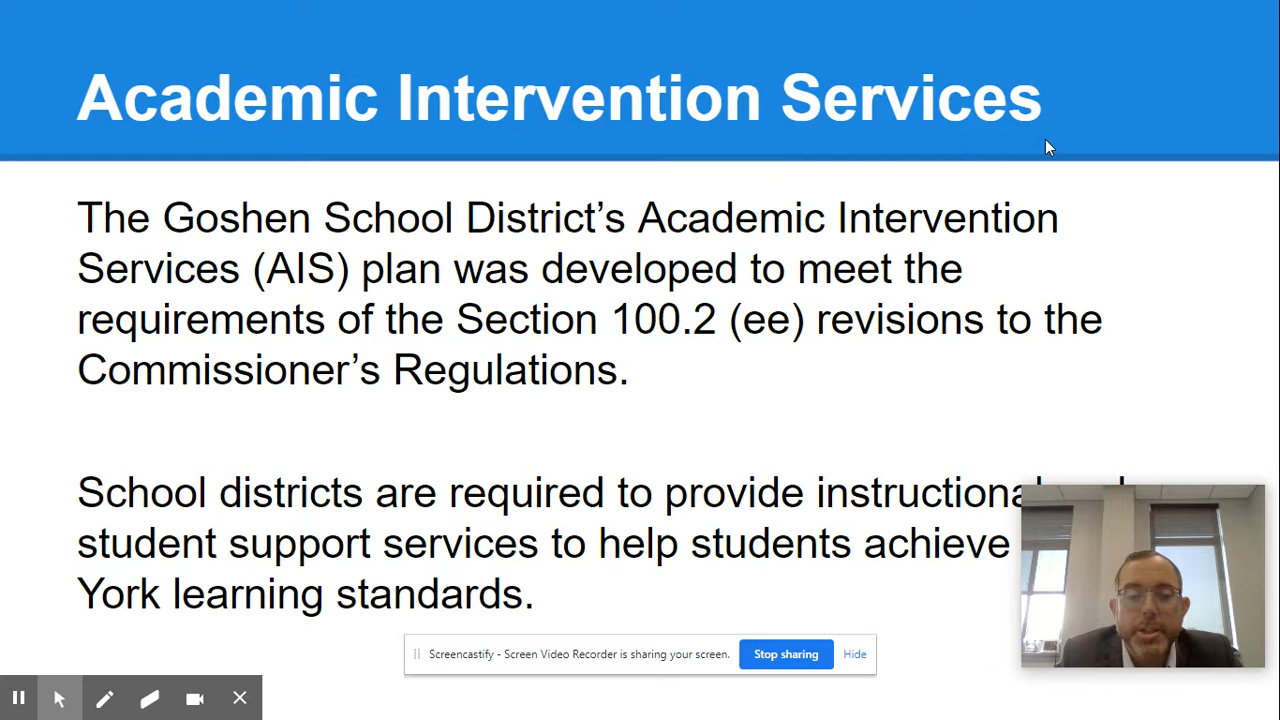 Academic Intervention Services
The Goshen School District’s Academic Intervention
Services (AIS) plan was developed to meet the
requirements of the Section 100.2 (ee) revisions to the
Commissioner’s Regulations.
School districts are required to provide instructional
student support services to help students achieve
York learning standards.
Screencastify - Screen Video Recorder is sharing your screen.
Stop sharing
Hide